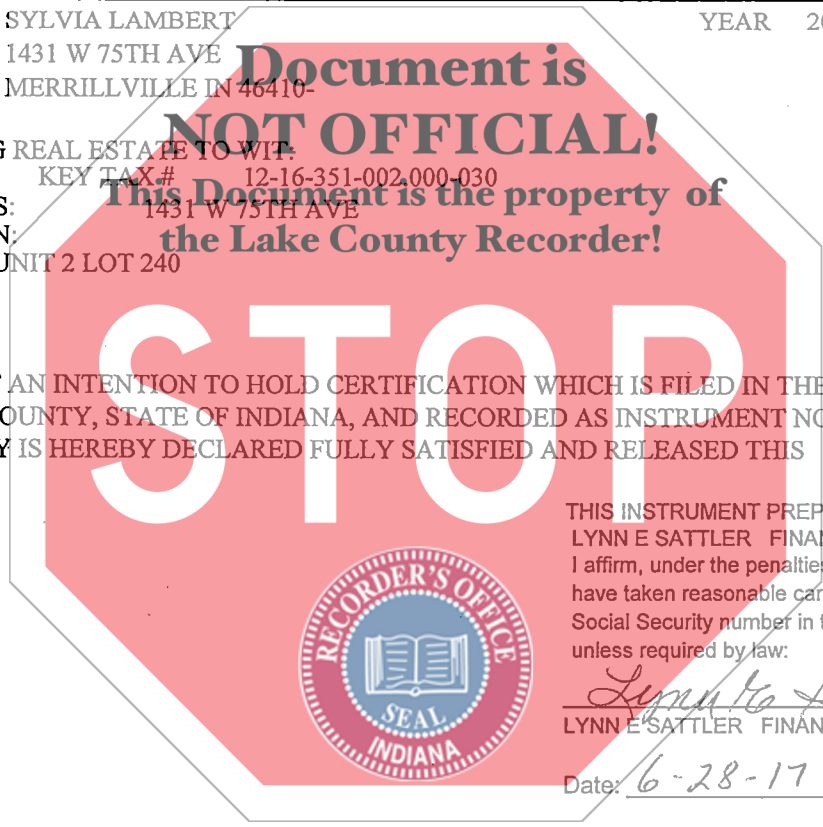 SYLVIA LAMBERT
YEAR 20
1431 W 75TH AVE
MERRILLVILLE IN 46410-
Document is
NOT OFFICIAL!
This Document is the property of
the Lake County Recorder!
G REAL ESTATE TO WIT:
KEY TAX # 12-16-351-002.000-030
S: 1431 W 75TH AVE
N:
UNIT 2 LOT 240
STOP
AN INTENTION TO HOLD CERTIFICATION WHICH IS FILED IN THE
OUNTY, STATE OF INDIANA, AND RECORDED AS INSTRUMENT NO
Y IS HEREBY DECLARED FULLY SATISFIED AND RELEASED THIS
THIS INSTRUMENT PREP
LYNN E SATTLER FINAN
I affirm, under the penalties
have taken reasonable car
Social Security number in t
unless required by law:
Lynn E
LYNN E SATTLER FINAN
Date: 6-28-17
RECORDER'S OFFICE
SEAL
INDIANA